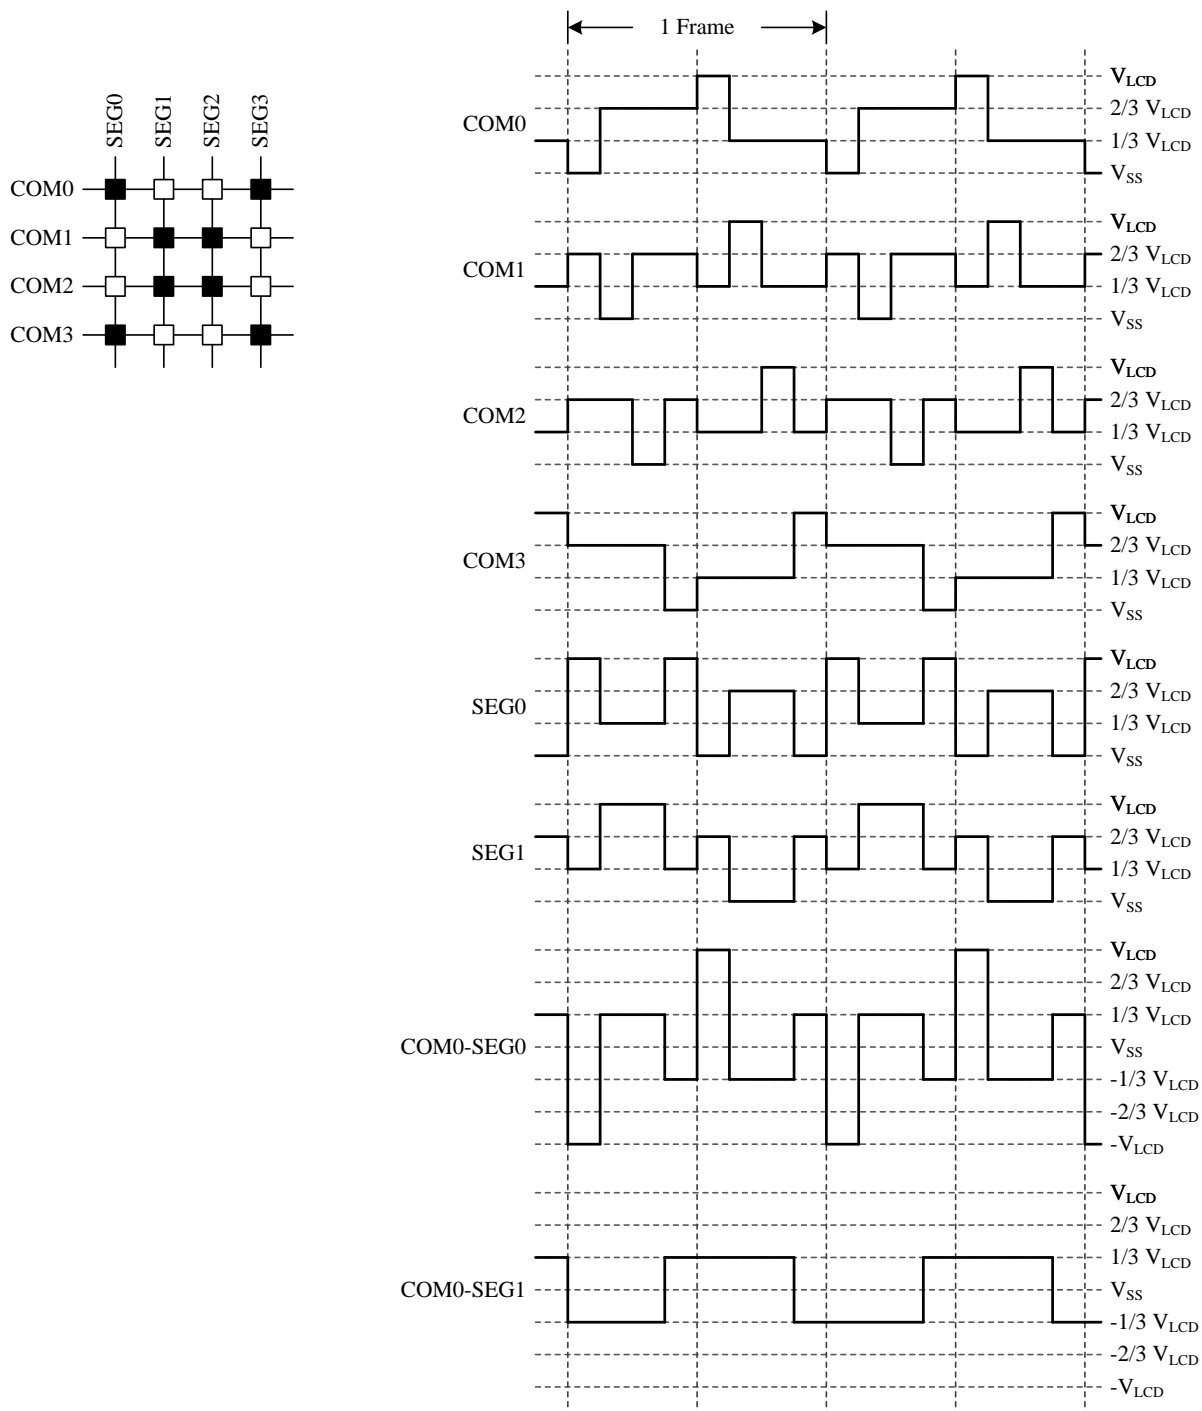 1 Frame
SEG0
SEG1
SEG2
SEG3
COM0
COM1
COM2
COM3
COM0
VLCD
2/3 VLCD
1/3 VLCD
VSS
COM1
VLCD
2/3 VLCD
1/3 VLCD
VSS
COM2
VLCD
2/3 VLCD
1/3 VLCD
VSS
COM3
VLCD
2/3 VLCD
1/3 VLCD
VSS
SEG0
VLCD
2/3 VLCD
1/3 VLCD
VSS
SEG1
VLCD
2/3 VLCD
1/3 VLCD
VSS
COM0-SEG0
VLCD
2/3 VLCD
1/3 VLCD
VSS
-1/3 VLCD
-2/3 VLCD
-VLCD
COM0-SEG1
VLCD
2/3 VLCD
1/3 VLCD
VSS
-1/3 VLCD
-2/3 VLCD
-VLCD